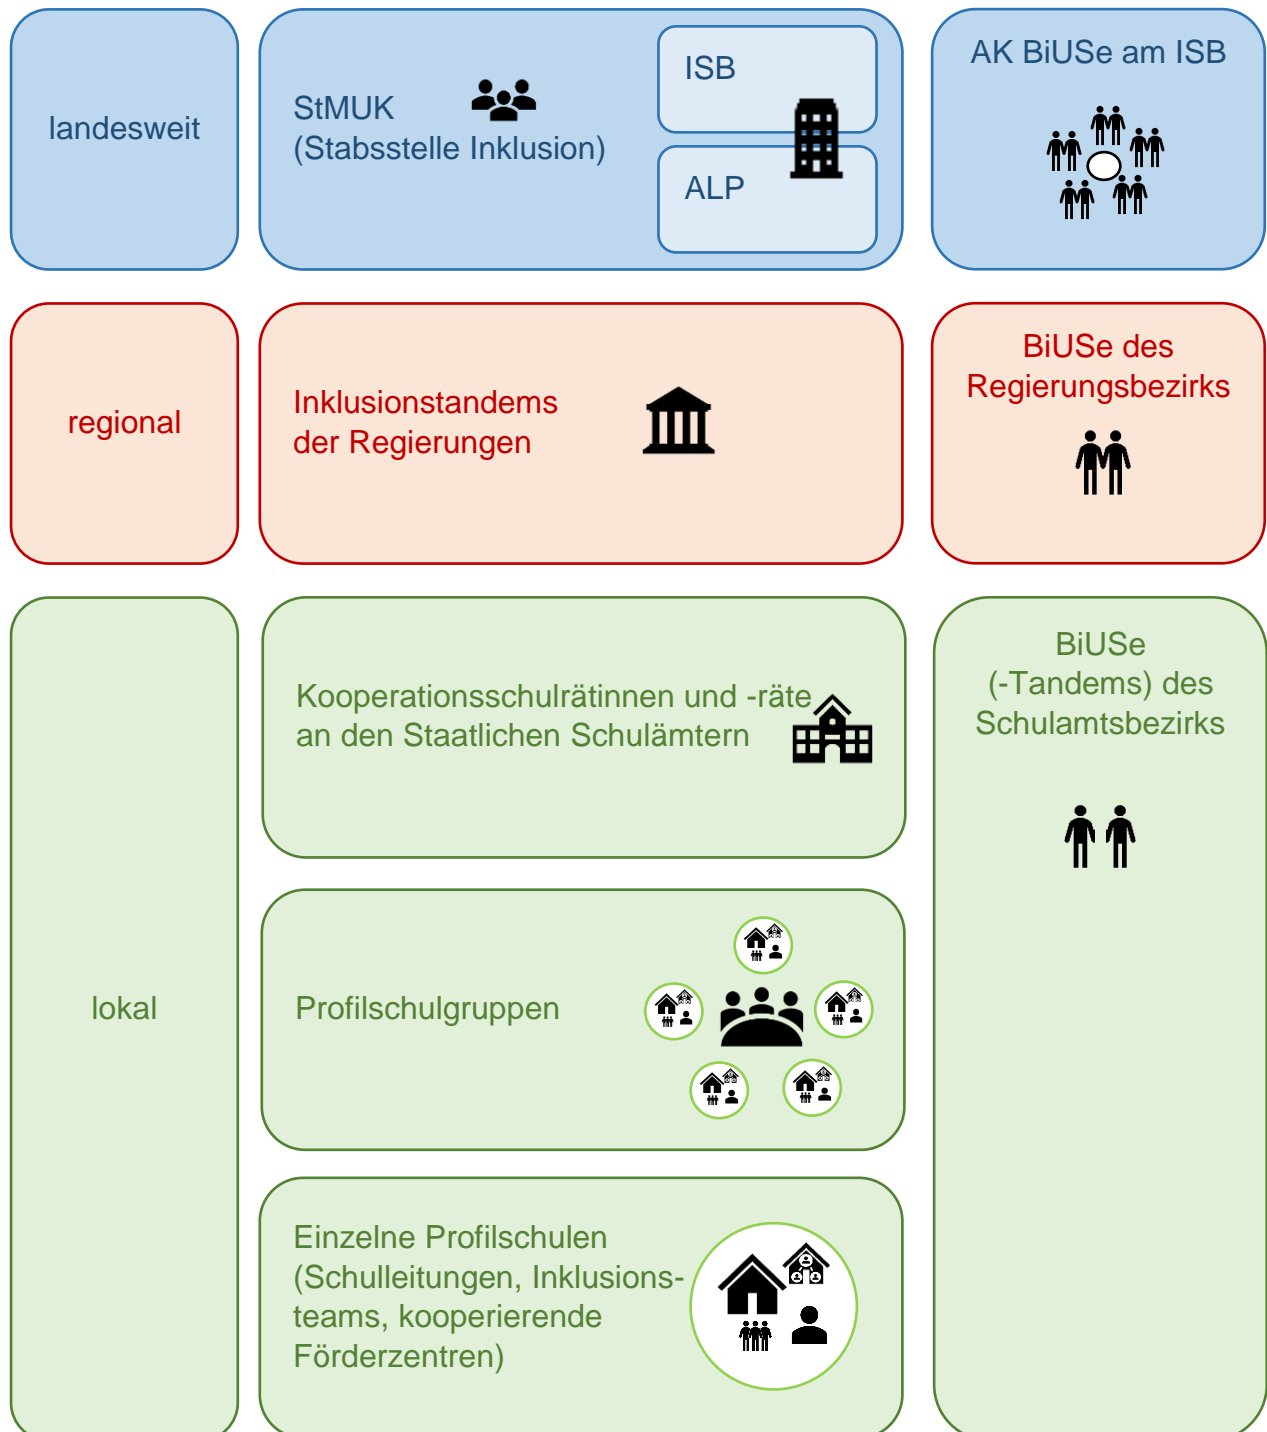 landesweit
StMUK
(Stabsstelle Inklusion)
ISB
ALP
AK BiUSe am ISB
regional
Inklusionstandems
der Regierungen
BiUSe des
Regierungsbezirks
lokal
Kooperationsschulrätinnen und -räte
an den Staatlichen Schulämtern
Profilschulgruppen
Einzelne Profilschulen
(Schulleitungen, Inklusions-
teams, kooperierende
Förderzentren)
BiUSe
(-Tandems) des
Schulamtsbezirks